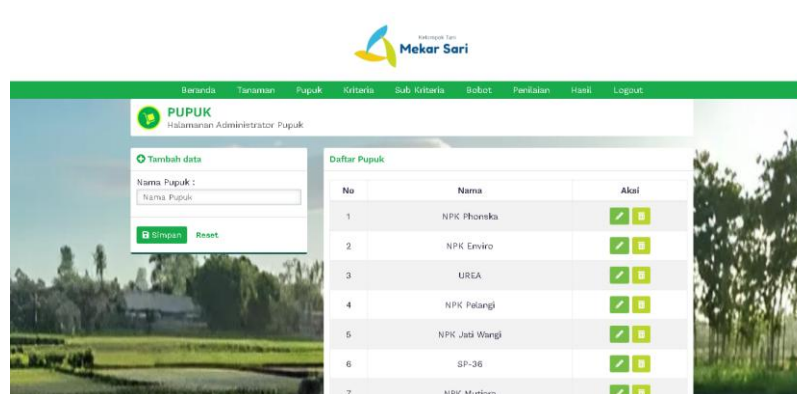 Kelompok Tani
Mekar Sari
Beranda Tanaman Pupuk Kriteria Sub Kriteria Bobot Penilaian Hasil Logout
PUPUK
Halamanan Administrator Pupuk
Tambah data
Nama Pupuk :
Nama Pupuk
Simpan Reset
Daftar Pupuk
No Nama Aksi
1 NPK Phonska
2 NPK Enviro
3 UREA
4 NPK Pelangi
5 NPK Jati Wangi
6 SP-36
7 NPK Mutiara